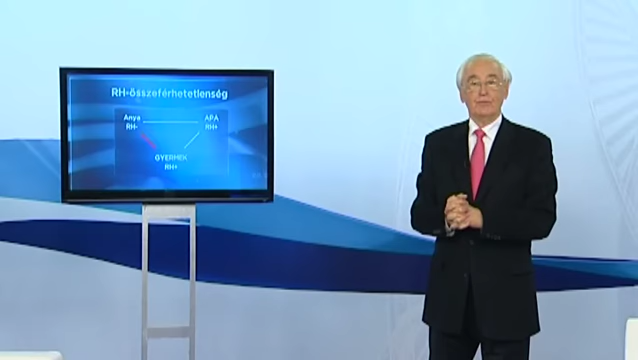 RH-összeférhetetlenség
Anya APA
RH- RH+
GYERMEK
RH+